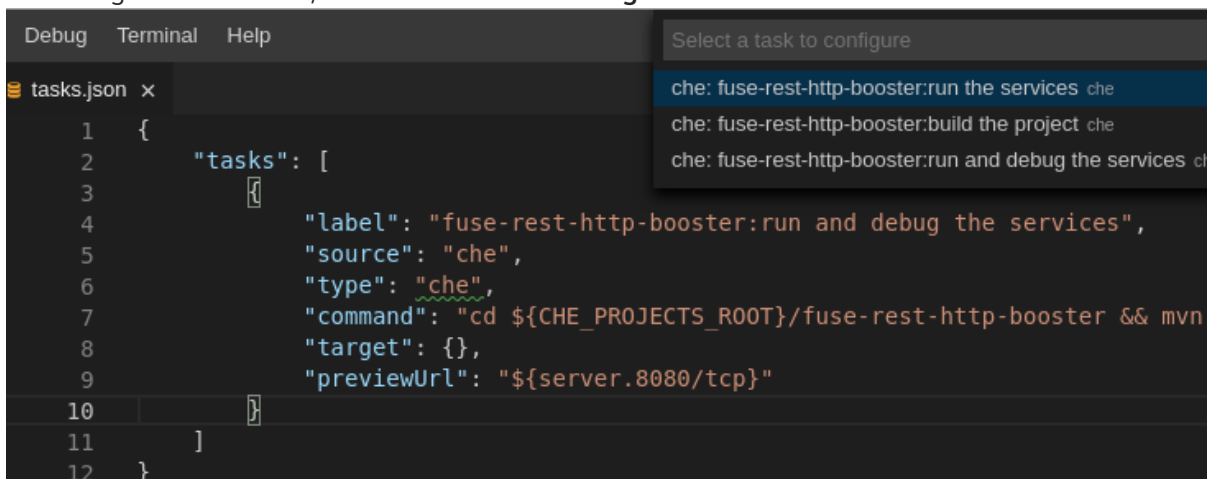 Debug Terminal Help
Select a task to configure
tasks.json ×
che: fuse-rest-http-booster:run the services che
che: fuse-rest-http-booster:build the project che
che: fuse-rest-http-booster:run and debug the services
1 {
2 "tasks": [
3 {
4 "label": "fuse-rest-http-booster:run and debug the services",
5 "source": "che",
6 "type": "che",
7 "command": "cd ${CHE_PROJECTS_ROOT}/fuse-rest-http-booster && mvn
8 "target": {},
9 "previewUrl": "${server.8080/tcp}"
10 }
11 ]
12 }